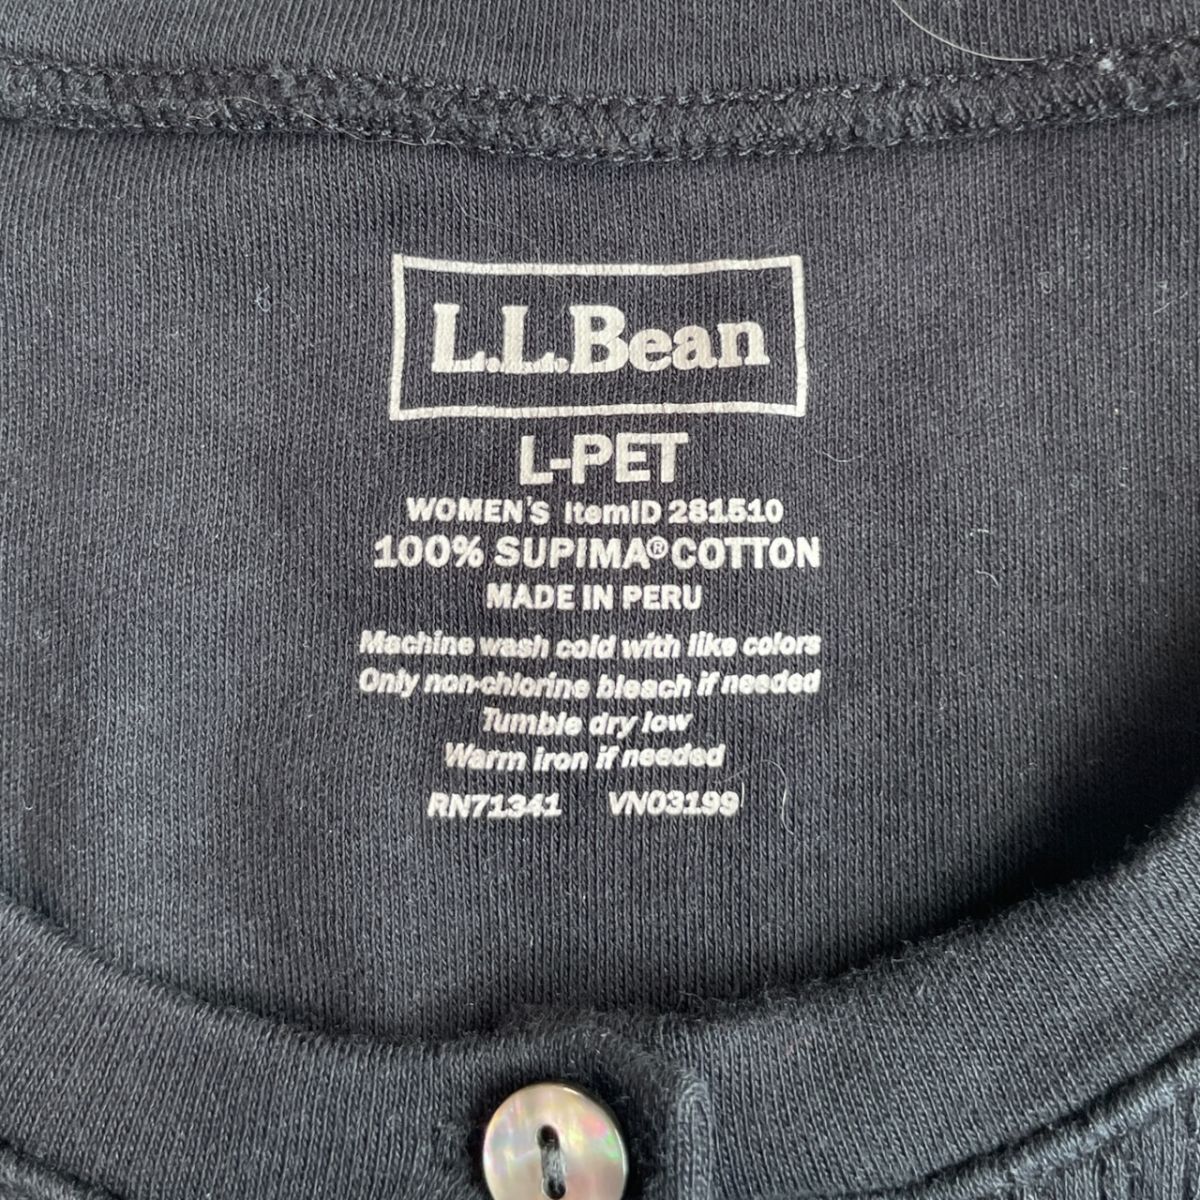 L.L.Bean
L-PET
WOMEN'S ItemID 281510
100% SUPIMA® COTTON
MADE IN PERU
Machine wash cold with like colors
Only non-chlorine bleach if needed
Tumble dry low
Warm iron if needed
RN71341 VN03199